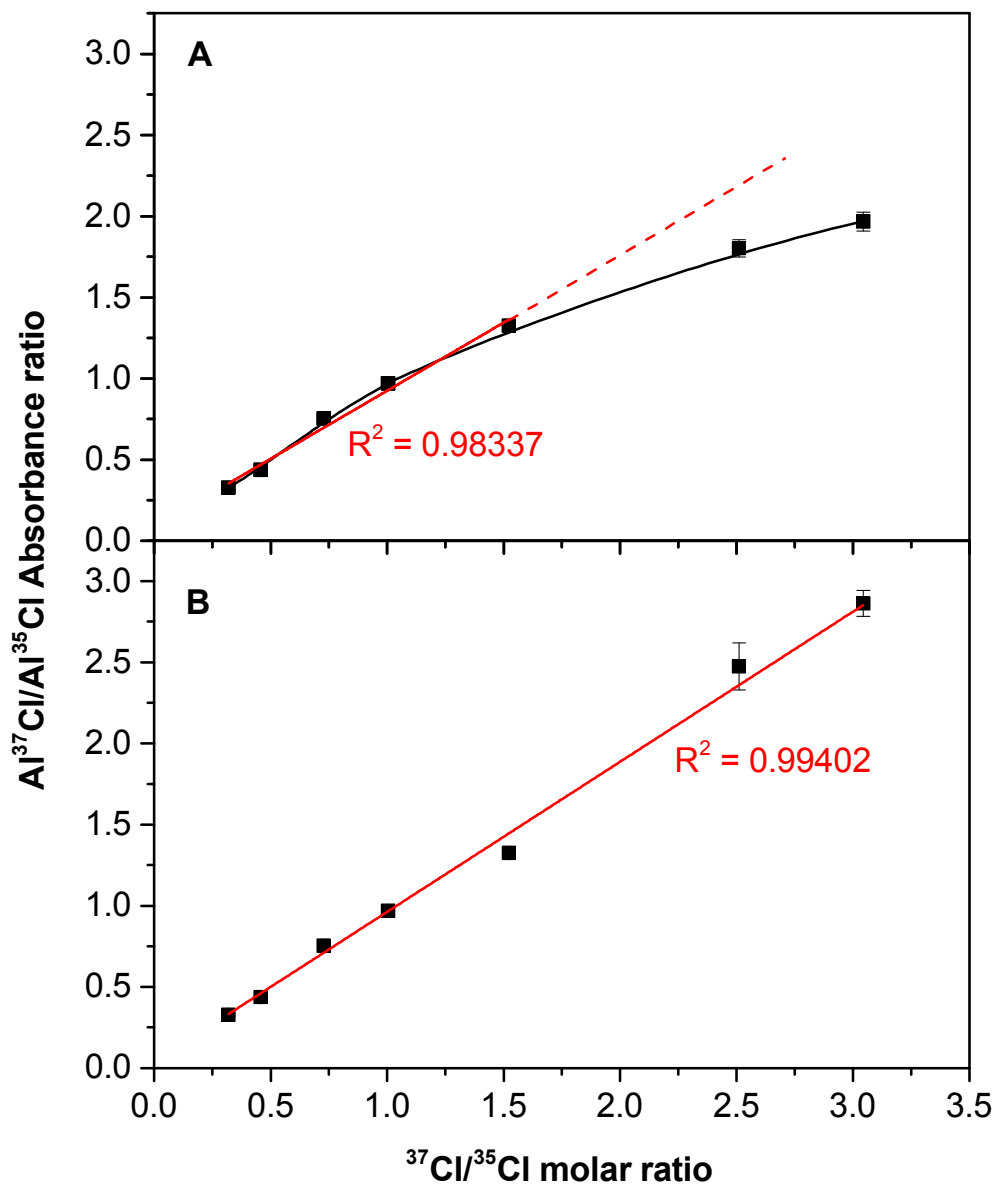 A
3.0
2.5
2.0
1.5
1.0
0.5
0.0
R² = 0.98337
B
3.0
2.5
2.0
1.5
1.0
0.5
0.0
R² = 0.99402
0.0 0.5 1.0 1.5 2.0 2.5 3.0 3.5
³⁷Cl/³⁵Cl molar ratio
Al³⁷Cl/Al³⁵Cl Absorbance ratio